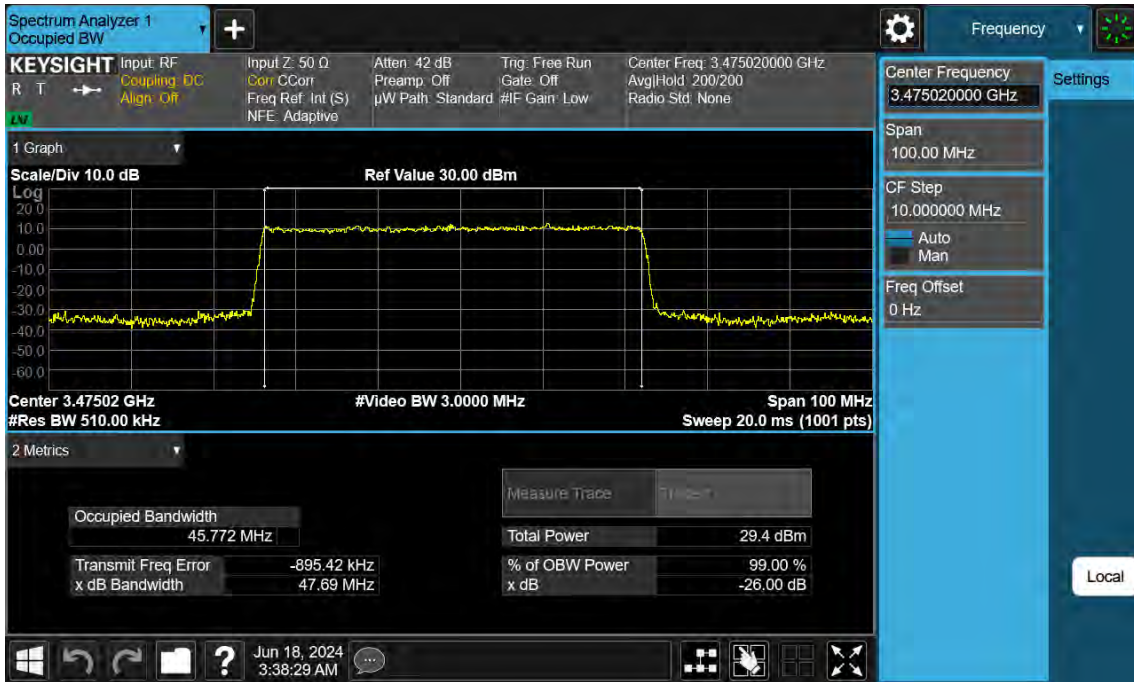 Spectrum Analyzer 1
Occupied BW
+
Frequency
KEYSIGHT
R T
LXI
Input: RF
Coupling: DC
Align: Off
Input Z: 50 Ω
Corr CCorr
Freq Ref: Int (S)
NFE: Adaptive
Atten: 42 dB
Preamp: Off
µW Path: Standard
Trig: Free Run
Gate: Off
#IF Gain: Low
Center Freq: 3.475020000 GHz
Avg|Hold: 200/200
Radio Std: None
Center Frequency
3.475020000 GHz
Settings
Span
100.00 MHz
CF Step
10.000000 MHz
Auto
Man
Freq Offset
0 Hz
Local
1 Graph
Scale/Div 10.0 dB
Ref Value 30.00 dBm
Log
20.0
10.0
0.00
-10.0
-20.0
-30.0
-40.0
-50.0
-60.0
Center 3.47502 GHz
#Video BW 3.0000 MHz
Span 100 MHz
#Res BW 510.00 kHz
Sweep 20.0 ms (1001 pts)
2 Metrics
Measure Trace
Occupied Bandwidth
45.772 MHz
Total Power 29.4 dBm
Transmit Freq Error -895.42 kHz
% of OBW Power 99.00 %
x dB Bandwidth 47.69 MHz
x dB -26.00 dB
?
Jun 18, 2024
3:38:29 AM